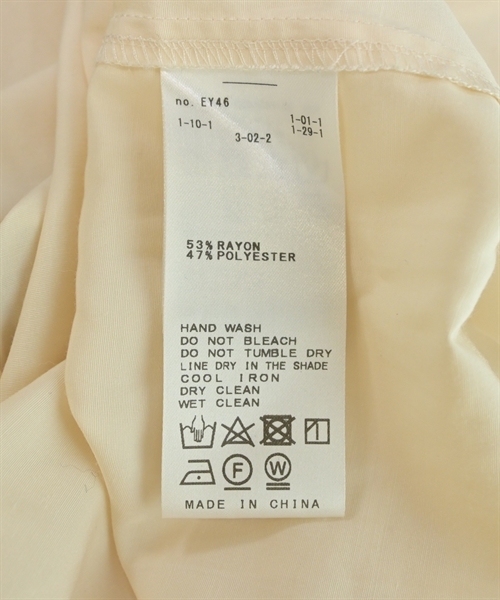 no. EY46
1-10-1 1-01-1
3-02-2 1-29-1
53% RAYON
47% POLYESTER
HAND WASH
DO NOT BLEACH
DO NOT TUMBLE DRY
LINE DRY IN THE SHADE
COOL IRON
DRY CLEAN
WET CLEAN
F W
MADE IN CHINA